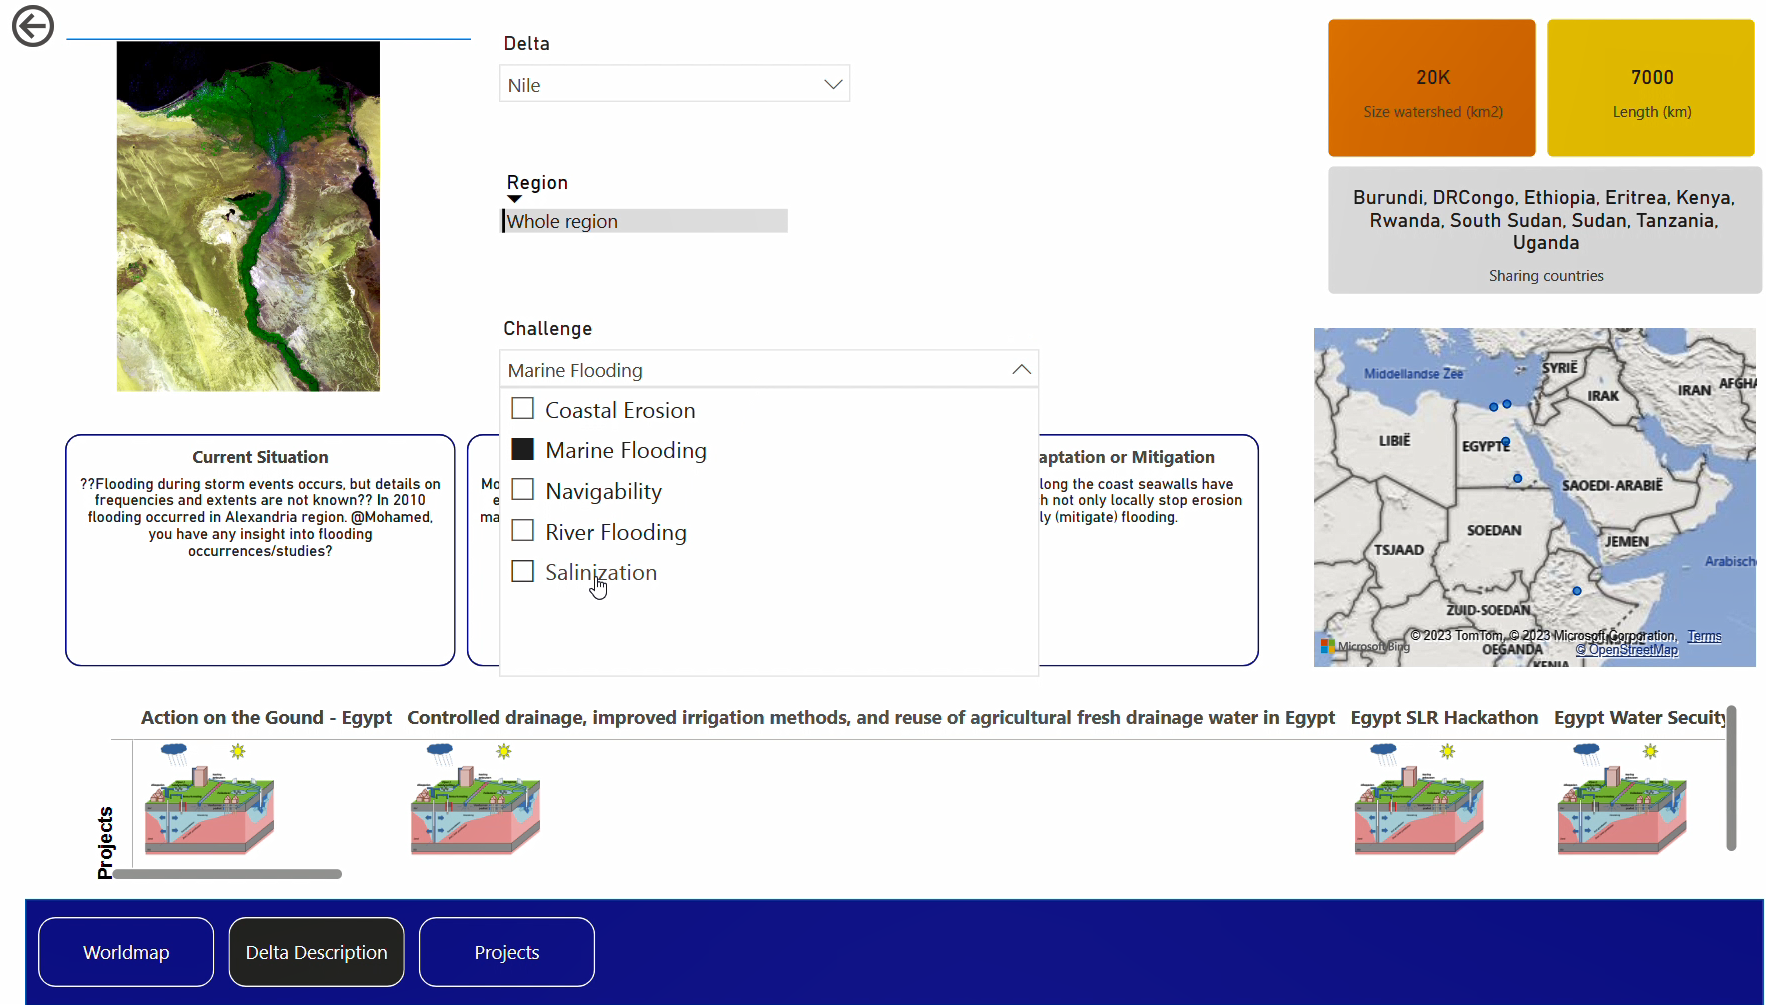 Delta
Nile
Region
Whole region
Challenge
Marine Flooding
Coastal Erosion
Marine Flooding
Navigability
River Flooding
Salinization
20K
Size watershed (km2)
7000
Length (km)
Burundi, DRCongo, Ethiopia, Eritrea, Kenya,
Rwanda, South Sudan, Sudan, Tanzania,
Uganda
Sharing countries
Middellandse Zee
SYRIË
IRAK
IRAN
AFGHA
LIBIË
EGYPTE
SAOEDI-ARABIË
SOEDAN
TSJAAD
JEMEN
Arabische
ZUID-SOEDAN
© 2023 TomTom, © 2023 Microsoft Corporation, Terms
Microsoft Bing
OEGANDA
© OpenStreetMap
KENIA
Current Situation
??Flooding during storm events occurs, but details on
frequencies and extents are not known?? In 2010
flooding occurred in Alexandria region. @Mohamed,
you have any insight into flooding
occurrences/studies?
Mo
e
ma
aptation or Mitigation
long the coast seawalls have
h not only locally stop erosion
ly (mitigate) flooding.
Action on the Gound - Egypt
Controlled drainage, improved irrigation methods, and reuse of agricultural fresh drainage water in Egypt
Egypt SLR Hackathon
Egypt Water Secuity
Projects
Worldmap
Delta Description
Projects